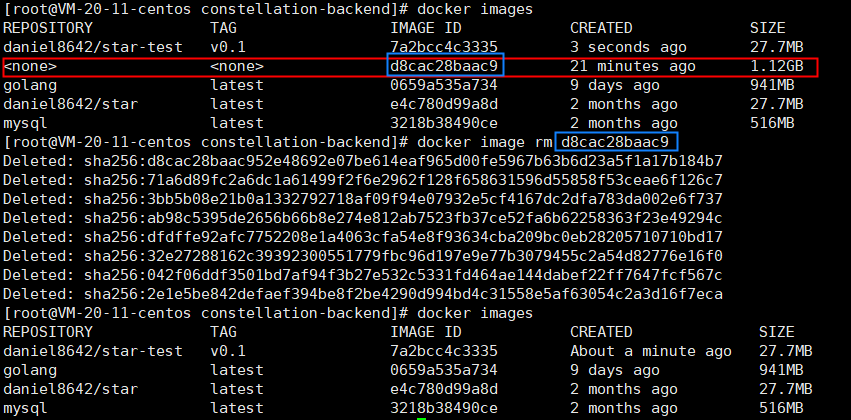 [root@VM-20-11-centos constellation-backend]# docker images
REPOSITORY TAG IMAGE ID CREATED SIZE
daniel8642/star-test v0.1 7a2bcc4c3335 3 seconds ago 27.7MB
<none> <none> d8cac28baac9 21 minutes ago 1.12GB
golang latest 0659a535a734 9 days ago 941MB
daniel8642/star latest e4c780d99a8d 2 months ago 27.7MB
mysql latest 3218b38490ce 2 months ago 516MB
[root@VM-20-11-centos constellation-backend]# docker image rm d8cac28baac9
Deleted: sha256:d8cac28baac952e48692e07be614eaf965d00fe5967b63b6d23a5f1a17b184b7
Deleted: sha256:71a6d89fc2a6dc1a61499f2f6e2962f128f658631596d55858f53ceae6f126c7
Deleted: sha256:3bb5b08e21b0a1332792718af09f94e07932e5cf4167dc2dfa783da002e6f737
Deleted: sha256:ab98c5395de2656b66b8e274e812ab7523fb37ce52fa6b62258363f23e49294c
Deleted: sha256:dfdffe92afc7752208e1a4063cfa54e8f93634cba209bc0eb28205710710bd17
Deleted: sha256:32e27288162c39392300551779fbc96d197e9e77b3079455c2a54d82776e16f0
Deleted: sha256:042f06ddf3501bd7af94f3b27e532c5331fd464ae144dabef22ff7647fcf567c
Deleted: sha256:2e1e5be842defaef394be8f2be4290d994bd4c31558e5af63054c2a3d16f7eca
[root@VM-20-11-centos constellation-backend]# docker images
REPOSITORY TAG IMAGE ID CREATED SIZE
daniel8642/star-test v0.1 7a2bcc4c3335 About a minute ago 27.7MB
golang latest 0659a535a734 9 days ago 941MB
daniel8642/star latest e4c780d99a8d 2 months ago 27.7MB
mysql latest 3218b38490ce 2 months ago 516MB